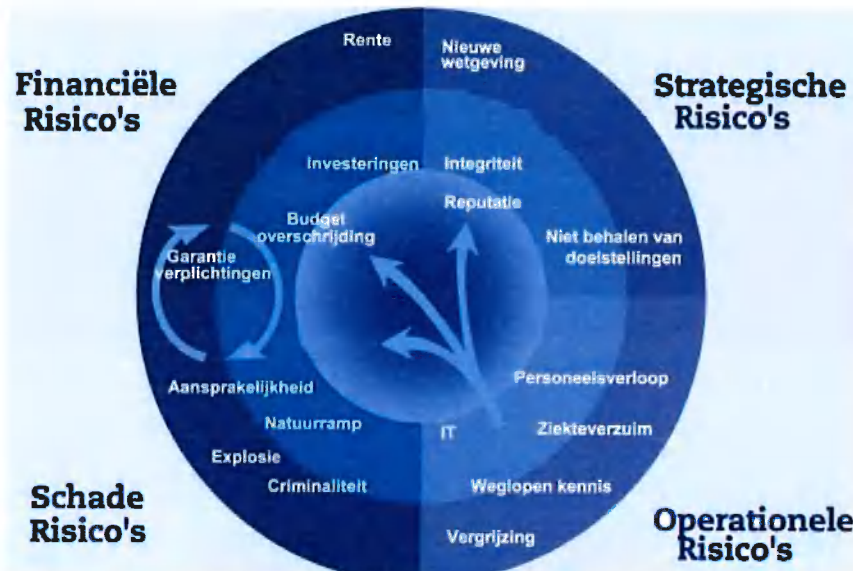 Financiële
Risico's
Rente
Nieuwe
wetgeving
Strategische
Risico's
Investeringen
Integriteit
Reputatie
Budget
overschrijding
Niet behalen van
doelstellingen
Garantie
verplichtingen
Aansprakelijkheid
Natuurramp
Explosie
Criminaliteit
Personeelsverloop
IT
Ziekteverzuim
Weglopen kennis
Vergrijzing
Schade
Risico's
Operationele
Risico's